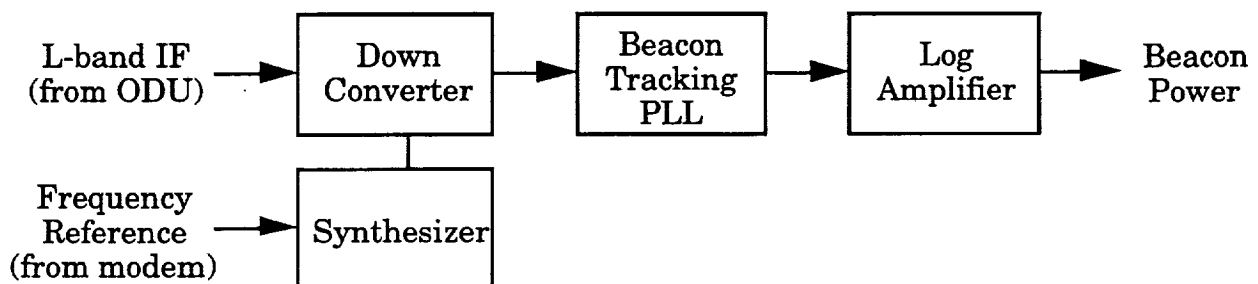 L-band IF
(from ODU)
Down
Converter
Beacon
Tracking
PLL
Log
Amplifier
Beacon
Power
Frequency
Reference
(from modem)
Synthesizer